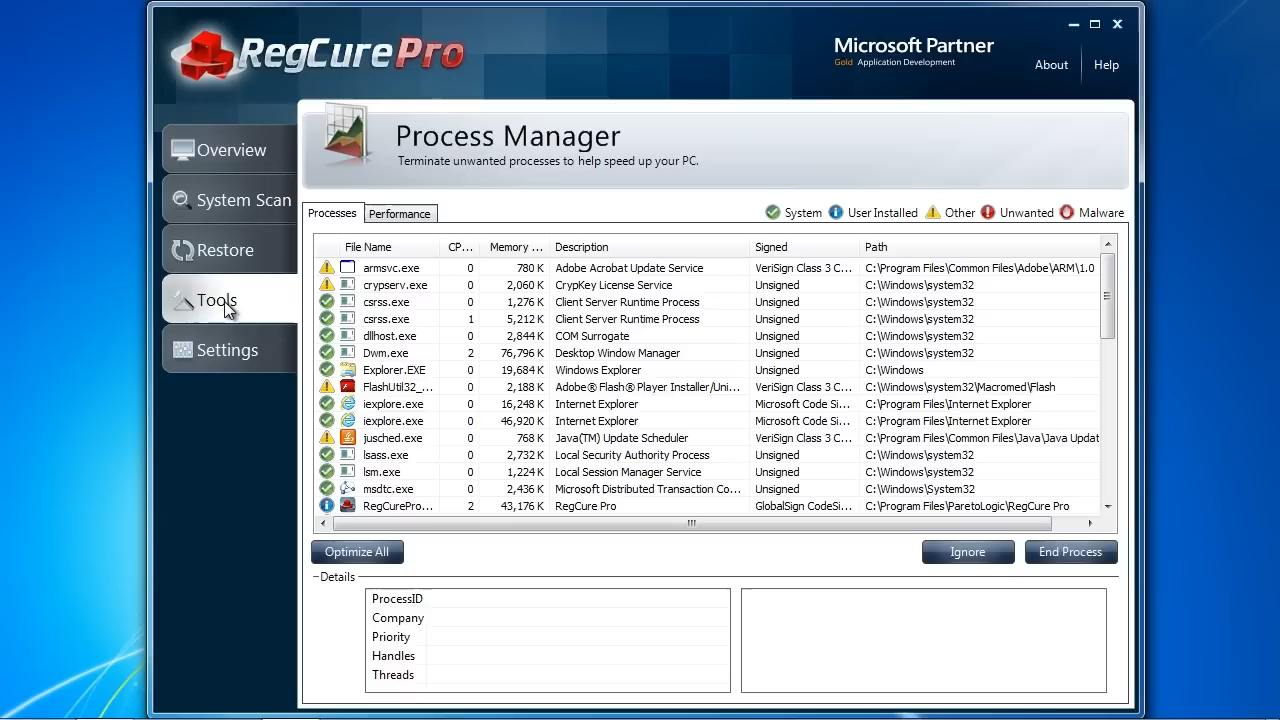 RegCure Pro
Microsoft Partner
Gold Application Development
About
Help
Overview
System Scan
Restore
Tools
Settings
Process Manager
Terminate unwanted processes to help speed up your PC.
Processes Performance
System User Installed Other Unwanted Malware
File Name CP... Memory ... Description Signed Path
armsvc.exe 0 780 K Adobe Acrobat Update Service VeriSign Class 3 C... C:\Program Files\Common Files\Adobe\ARM\1.0
crypserv.exe 0 2,060 K CrypKey License Service Unsigned C:\Windows\system32
csrss.exe 0 1,276 K Client Server Runtime Process Unsigned C:\Windows\system32
csrss.exe 1 5,212 K Client Server Runtime Process Unsigned C:\Windows\system32
dllhost.exe 0 2,844 K COM Surrogate Unsigned C:\Windows\system32
Dwm.exe 2 76,796 K Desktop Window Manager Unsigned C:\Windows\system32
Explorer.EXE 0 19,684 K Windows Explorer Unsigned C:\Windows
FlashUtil32_... 0 2,188 K Adobe® Flash® Player Installer/Uni... VeriSign Class 3 C... C:\Windows\system32\Macromed\Flash
iexplore.exe 0 16,248 K Internet Explorer Microsoft Code Si... C:\Program Files\Internet Explorer
iexplore.exe 0 46,920 K Internet Explorer Microsoft Code Si... C:\Program Files\Internet Explorer
jusched.exe 0 768 K Java(TM) Update Scheduler VeriSign Class 3 C... C:\Program Files\Common Files\Java\Java Updat
lsass.exe 0 2,732 K Local Security Authority Process Unsigned C:\Windows\system32
lsm.exe 0 1,224 K Local Session Manager Service Unsigned C:\Windows\system32
msdtc.exe 0 2,436 K Microsoft Distributed Transaction Co... Unsigned C:\Windows\System32
RegCurePro... 2 43,176 K RegCure Pro GlobalSign CodeSi... C:\Program Files\ParetoLogic\RegCure Pro
Optimize All Ignore End Process
Details
ProcessID
Company
Priority
Handles
Threads